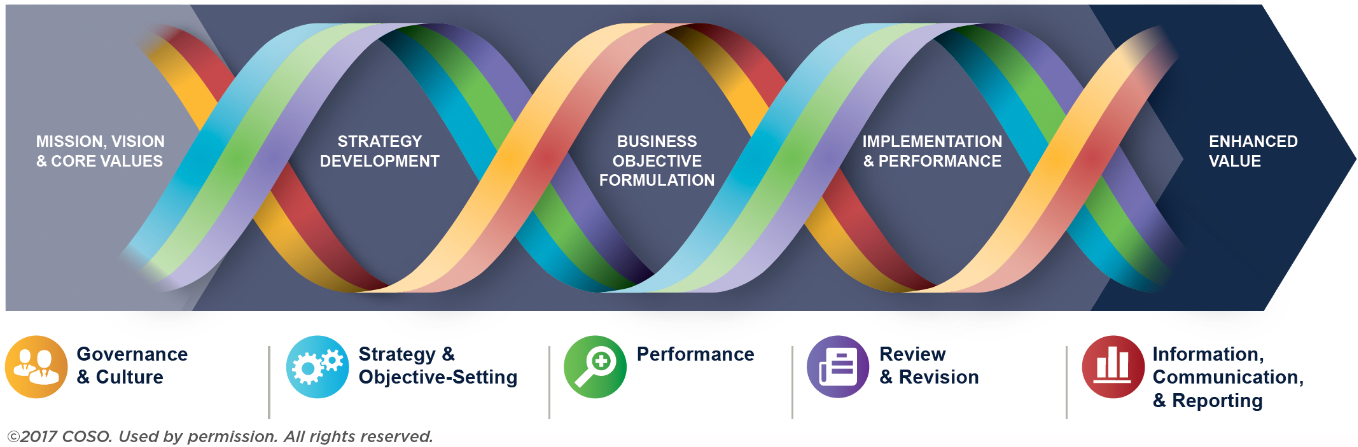 MISSION, VISION
& CORE VALUES
STRATEGY
DEVELOPMENT
BUSINESS
OBJECTIVE
FORMULATION
IMPLEMENTATION
& PERFORMANCE
ENHANCED
VALUE
Governance
& Culture
Strategy &
Objective-Setting
Performance
Review
& Revision
Information,
Communication,
& Reporting
©2017 COSO. Used by permission. All rights reserved.